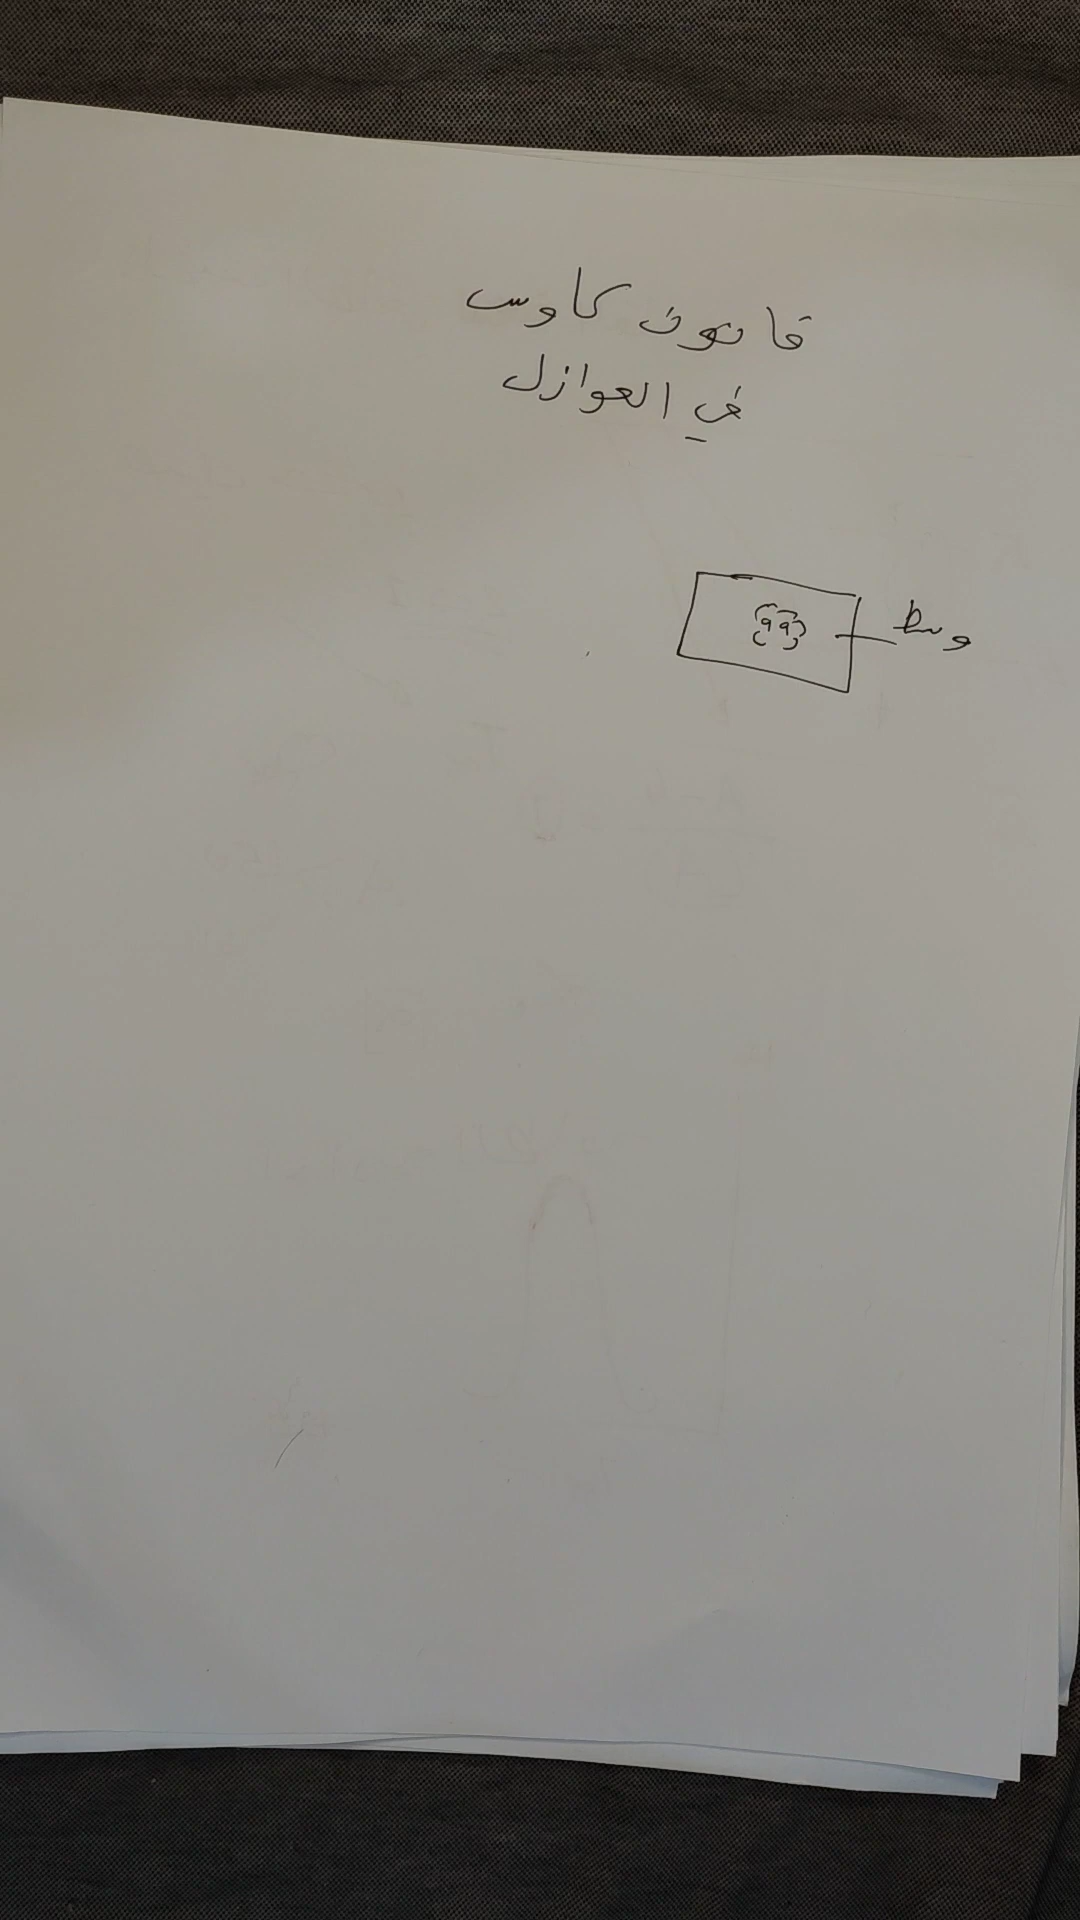 قانون كاوس
في العوازل
وسط
q q